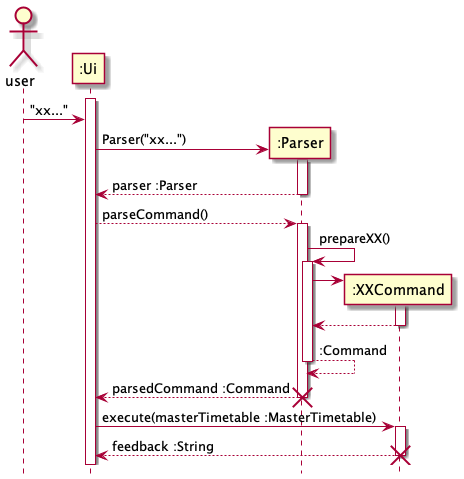 user
:Ui
"xx..."
Parser("xx...")
:Parser
parser :Parser
parseCommand()
prepareXX()
:XXCommand
:Command
parsedCommand :Command
execute(masterTimetable :MasterTimetable)
feedback :String